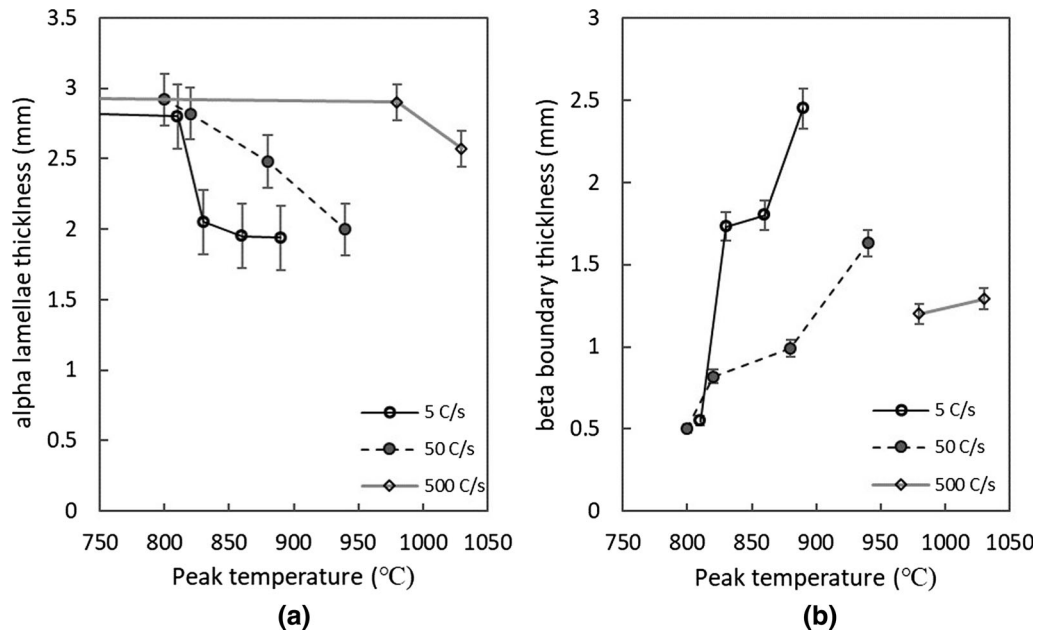 alpha lamellae thicklness (mm)
3.5
3
2.5
2
1.5
1
0.5
0
5 C/s
50 C/s
500 C/s
750 800 850 900 950 1000 1050
Peak temperature (°C)
(a)
beta boundary thicklness (mm)
3
2.5
2
1.5
1
0.5
0
5 C/s
50 C/s
500 C/s
750 800 850 900 950 1000 1050
Peak temperature (°C)
(b)